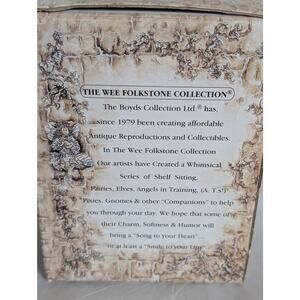 THE WEE FOLKSTONE COLLECTION®
The Boyds Collection Ltd.® has,
since 1979 been creating affordable
Antique Reproductions and Collectibles.
In The Wee Folkstone Collection
Our artists have Created a Whimsical
Series of Shelf Sitting,
Fairies, Elves, Angels in Training, (A. T.s!)
Pixies, Gnomes & other "Companions" to help
you through your day. We hope that some of
their Charm, Softness & Humor will
bring a "Song to your Heart"
or at least a "Smile to your Lips"